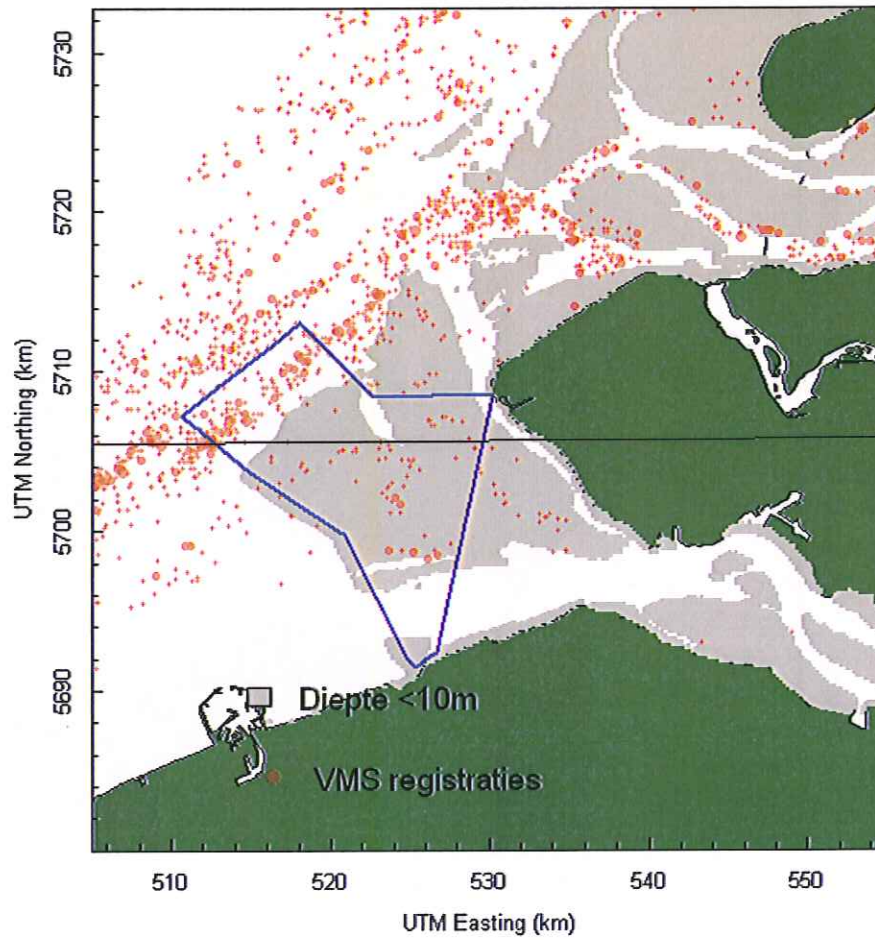 5730
5720
5710
5700
5690
UTM Northing (km)
Diepte <10m
VMS registraties
510
520
530
540
550
UTM Easting (km)